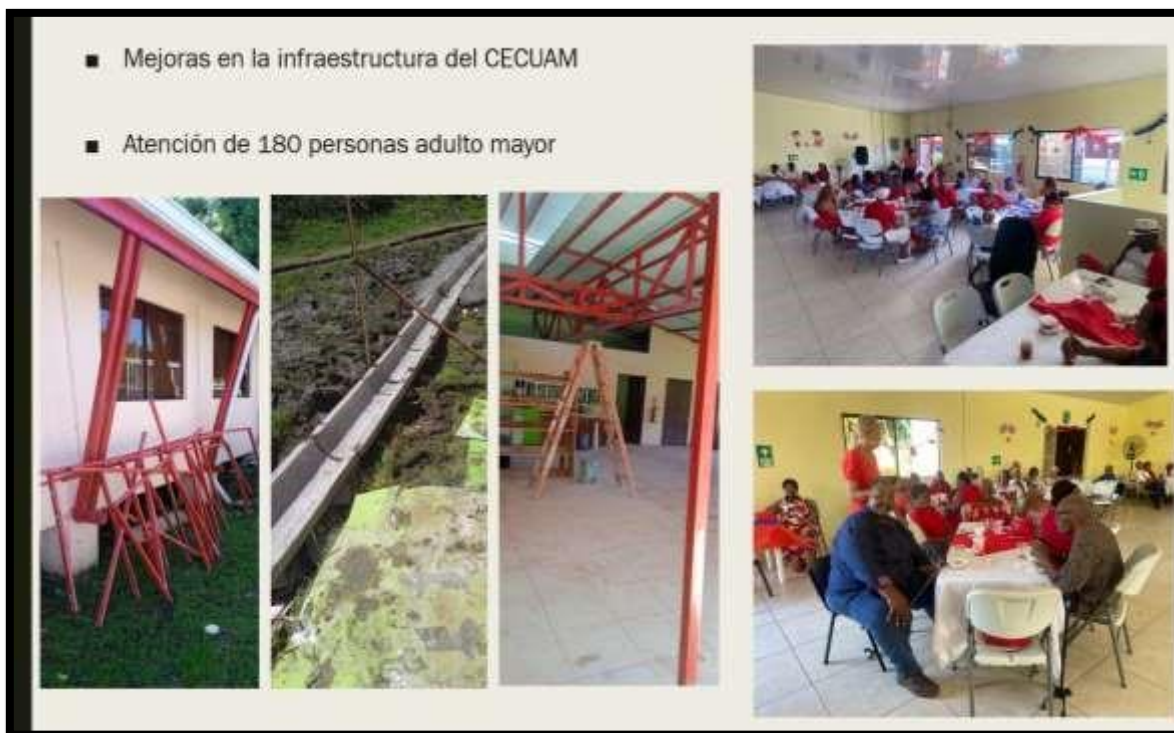 Mejoras en la infraestructura del CECUAM
Atención de 180 personas adulto mayor